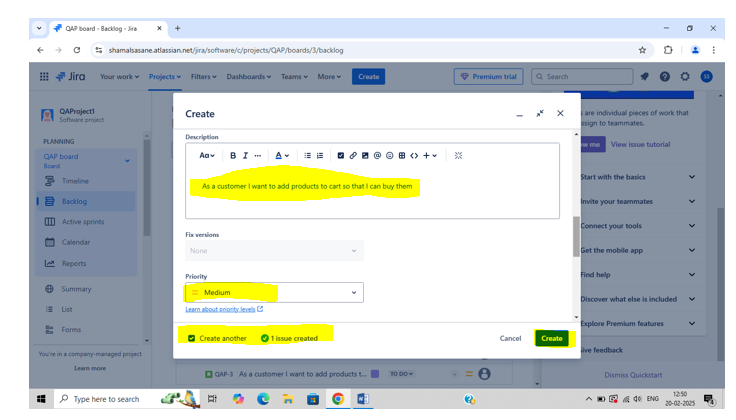 QAP board - Backlog - Jira
shamalsasane.atlassian.net/jira/software/c/projects/QAP/boards/3/backlog
Jira Your work Projects Filters Dashboards Teams More Create Premium trial Search SS
QAProject1
Software project
PLANNING
QAP board
Board
Timeline
Backlog
Active sprints
Calendar
Reports
Summary
List
Forms
You're in a company-managed project
Learn more
Create
Description
Aa B I ... A
As a customer I want to add products to cart so that I can buy them
Fix versions
None
Priority
Medium
Learn about priority levels
Create another 1 issue created Cancel Create
QAP-3 As a customer I want to add products t... TO DO
s are individual pieces of work that
ssign to teammates.
w me View issue tutorial
Start with the basics
Invite your teammates
Connect your tools
Get the mobile app
Find help
Discover what else is included
Explore Premium features
Give feedback
Dismiss Quickstart
Type here to search
ENG
12:50
20-02-2025